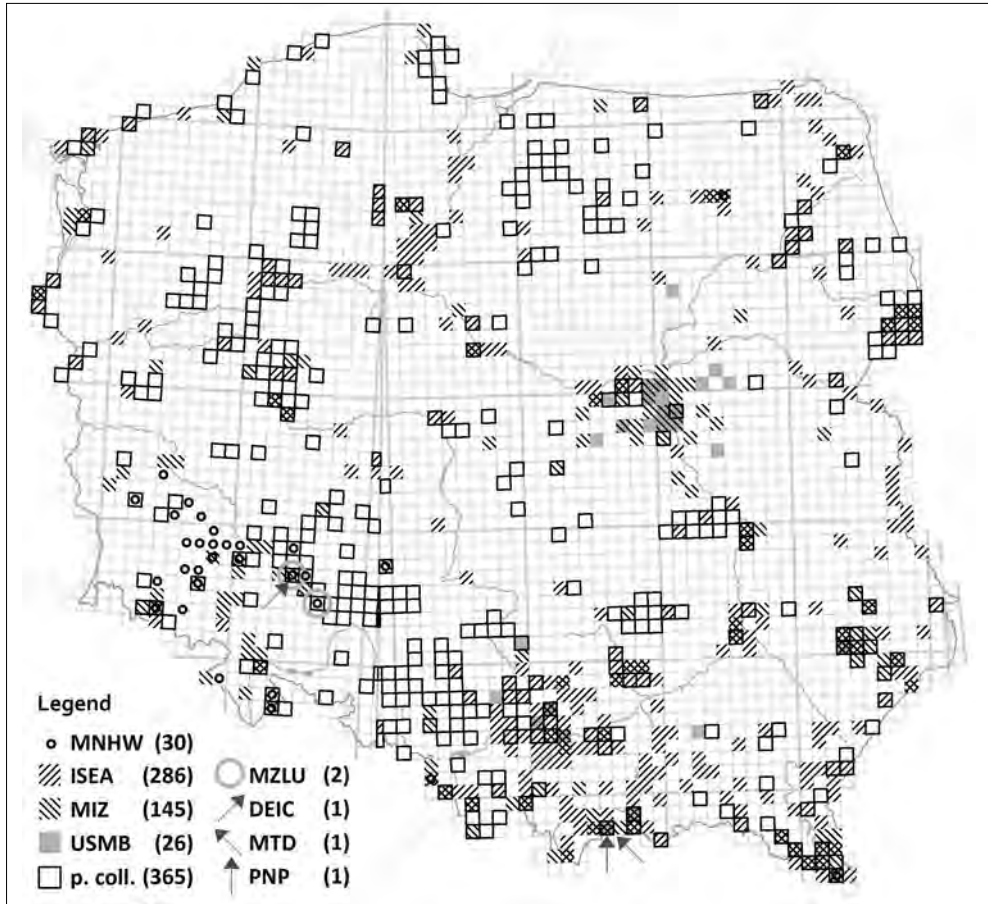 Legend
MNHW (30)
ISEA (286)
MIZ (145)
USMB (26)
p. coll. (365)
MZLU (2)
DEIC (1)
MTD (1)
PNP (1)